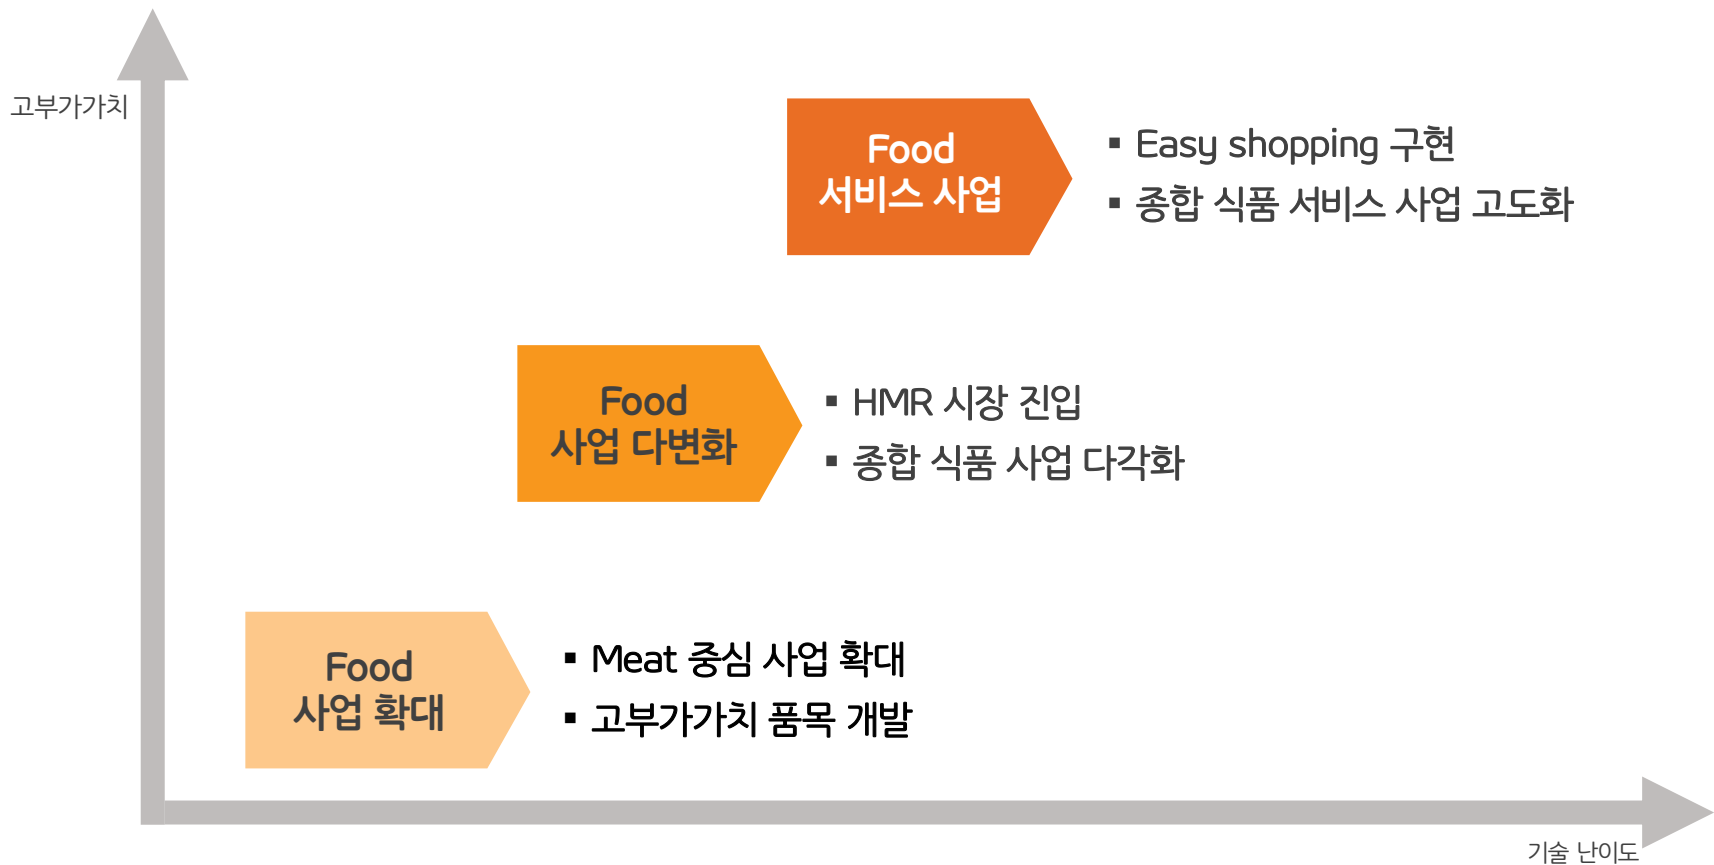 고부가가치
Food
서비스 사업
▪ Easy shopping 구현
▪ 종합 식품 서비스 사업 고도화
Food
사업 다변화
▪ HMR 시장 진입
▪ 종합 식품 사업 다각화
Food
사업 확대
▪ Meat 중심 사업 확대
▪ 고부가가치 품목 개발
기술 난이도